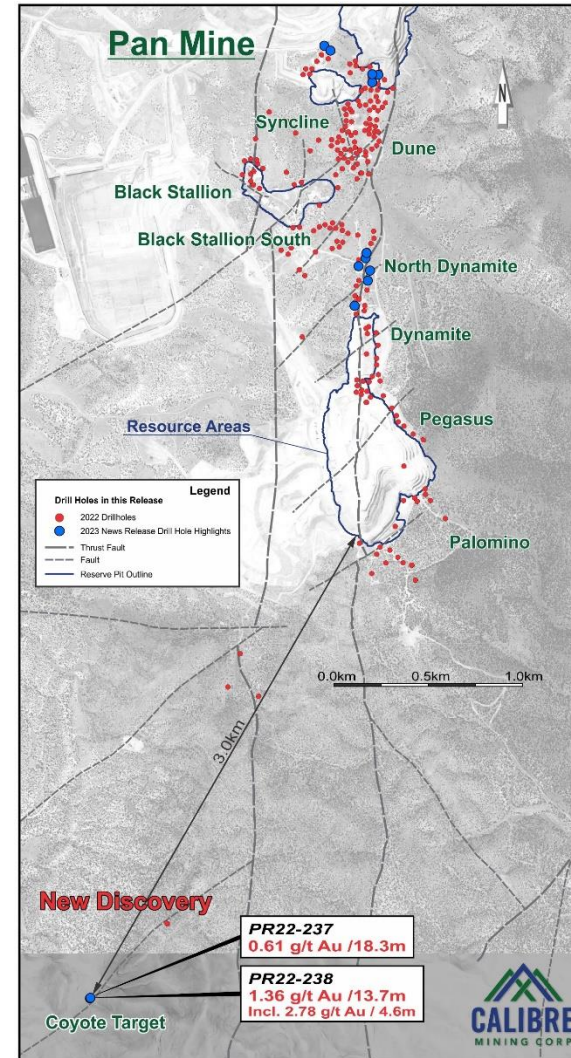 Pan Mine
N
Syncline
Dune
Black Stallion
Black Stallion South
North Dynamite
Dynamite
Resource Areas
Pegasus
Legend
Drill Holes in this Release
2022 Drillholes
2023 News Release Drill Hole Highlights
Thrust Fault
Fault
Reserve Pit Outline
Palomino
0.0km 0.5km 1.0km
3.0km
New Discovery
PR22-237
0.61 g/t Au /18.3m
PR22-238
1.36 g/t Au /13.7m
Incl. 2.78 g/t Au / 4.6m
Coyote Target
CALIBRE
MINING CORP